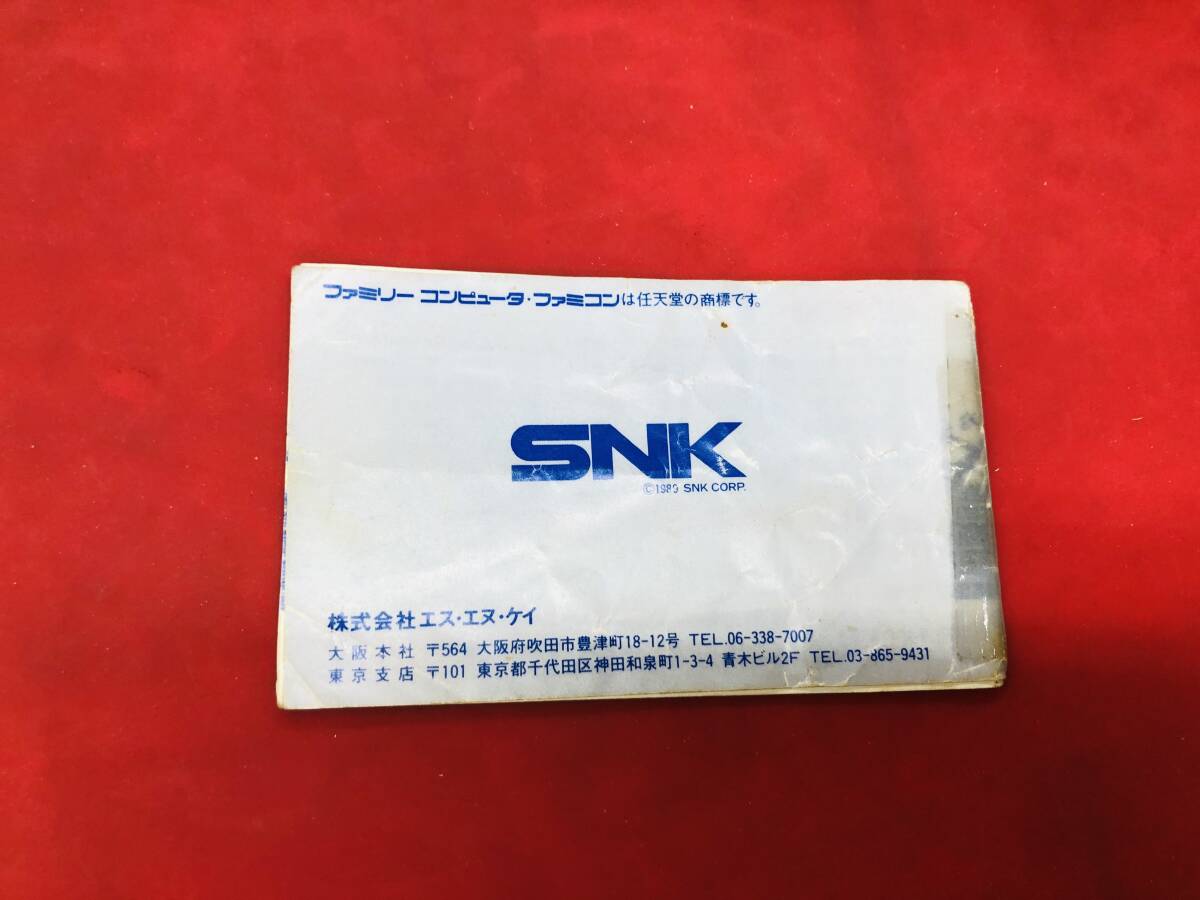 ファミリー コンピュータ・ファミコンは任天堂の商標です。
SNK
©1989 SNK CORP.
株式会社エス・エヌ・ケイ
大阪本社 〒564 大阪府吹田市豊津町18-12号 TEL.06-338-7007
東京支店 〒101 東京都千代田区神田和泉町1-3-4 青木ビル2F TEL.03-865-9431